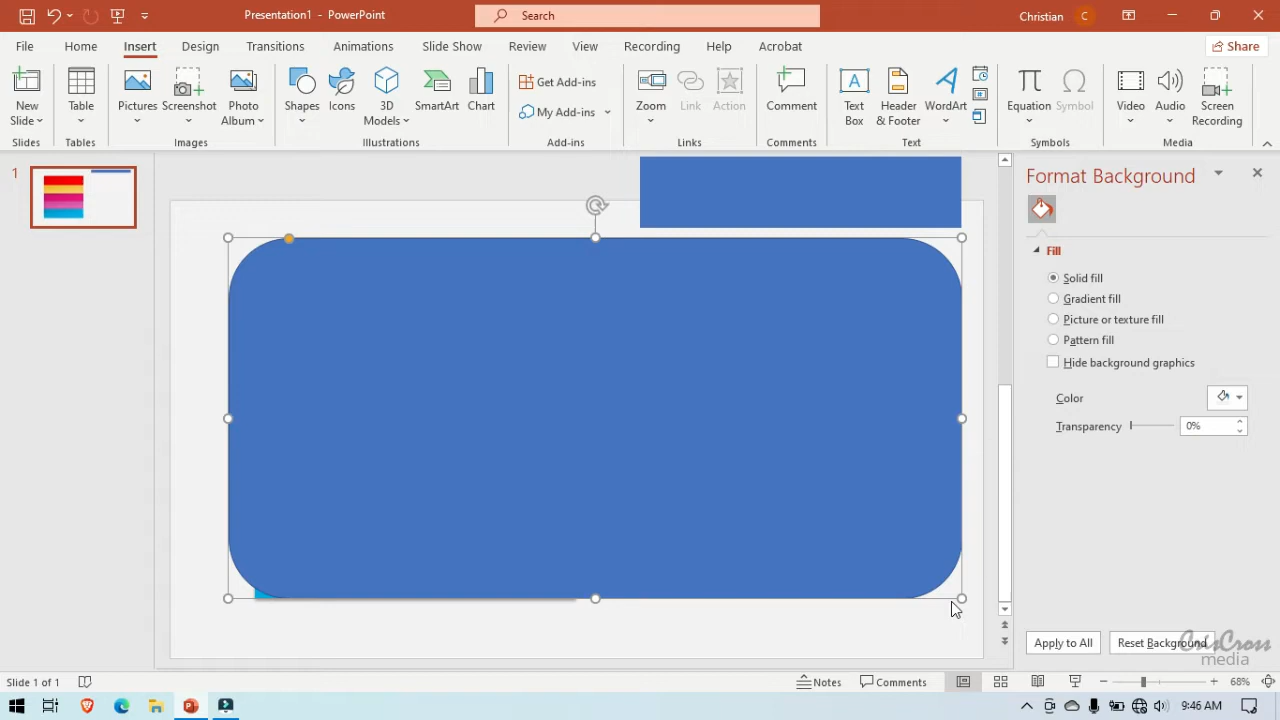 Presentation1 - PowerPoint
Search
Christian
C
File
Home
Insert
Design
Transitions
Animations
Slide Show
Review
View
Recording
Help
Acrobat
Share
New Slide
Table
Pictures
Screenshot
Photo Album
Shapes
Icons
3D Models
SmartArt
Chart
Get Add-ins
My Add-ins
Zoom
Link
Action
Comment
Text Box
Header & Footer
WordArt
Equation
Symbol
Video
Audio
Screen Recording
Slides
Tables
Images
Illustrations
Add-ins
Links
Comments
Text
Symbols
Media
1
Format Background
Fill
Solid fill
Gradient fill
Picture or texture fill
Pattern fill
Hide background graphics
Color
Transparency
0%
Apply to All
Reset Background
CrisCross
media
Slide 1 of 1
Notes
Comments
68%
9:46 AM